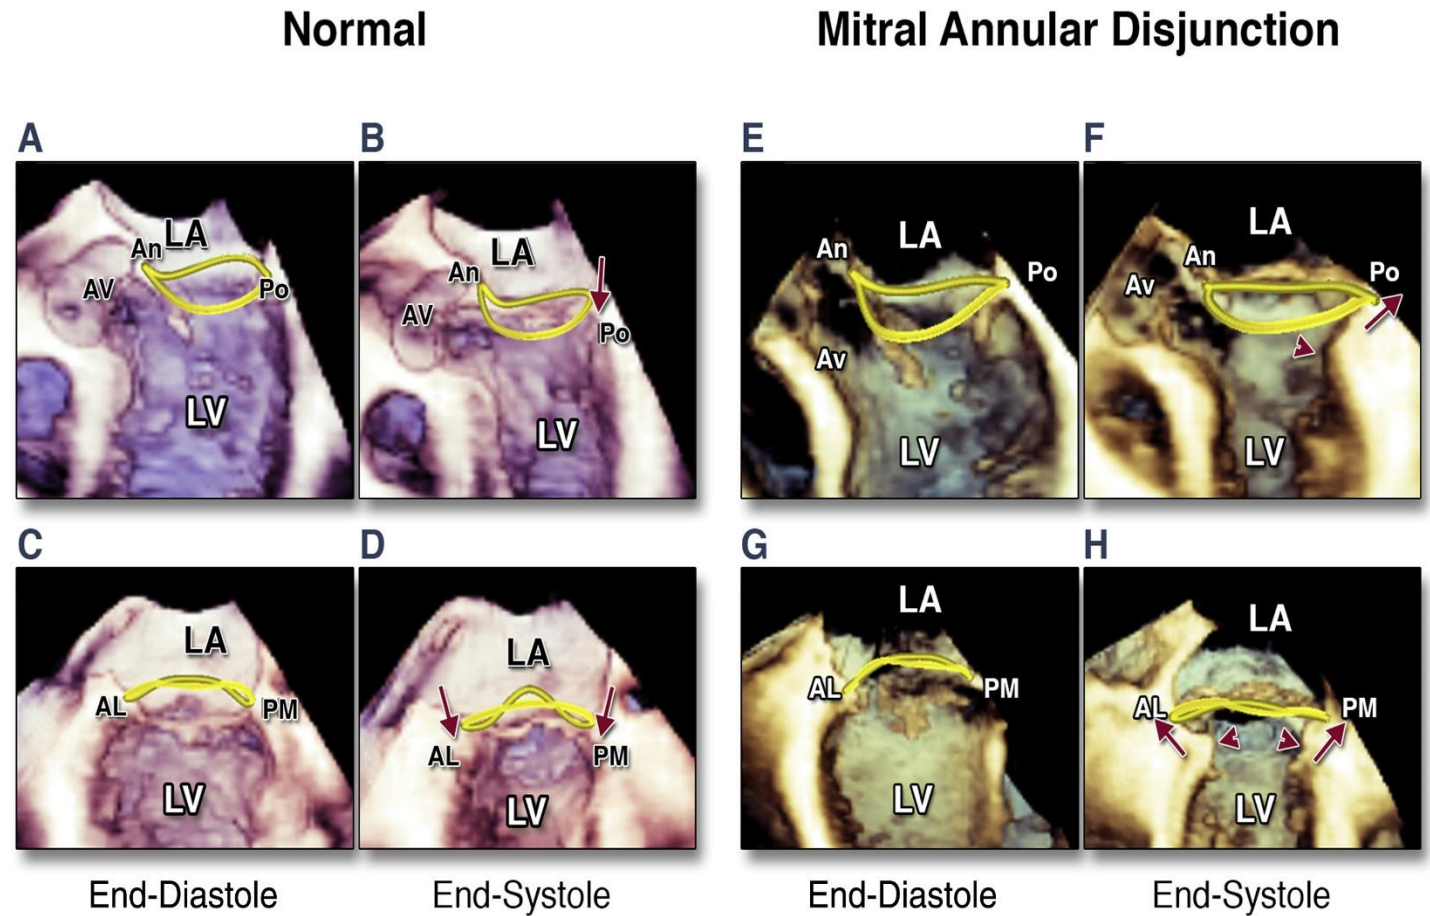 Normal
Mitral Annular Disjunction
A
B
E
F
An LA
AV
Po
LA
An
AV
Po
LV
LV
An
LA
Po
Av
LV
LA
An
Po
Av
LV
C
D
G
H
LA
AL
PM
LV
LA
AL
PM
LV
LA
AL
PM
LV
LA
AL
PM
LV
End-Diastole
End-Systole
End-Diastole
End-Systole